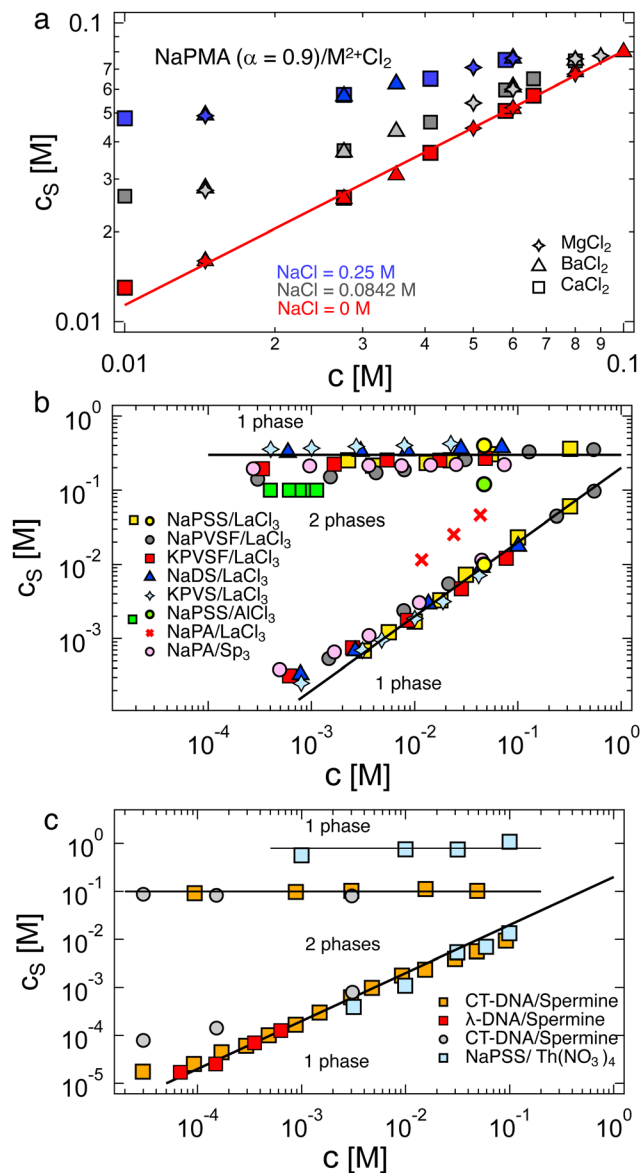 a
0.1
NaPMA (α = 0.9)/M²⁺Cl₂
7
6
5
4
3
2
0.01
cS [M]
NaCl = 0.25 M
NaCl = 0.0842 M
NaCl = 0 M
MgCl₂
BaCl₂
CaCl₂
0.01 2 3 4 5 6 7 8 9 0.1
c [M]
b
1 phase
2 phases
1 phase
10⁰
10⁻¹
10⁻²
10⁻³
cS [M]
NaPSS/LaCl₃
NaPVSF/LaCl₃
KPVSF/LaCl₃
NaDS/LaCl₃
KPVS/LaCl₃
NaPSS/AlCl₃
NaPA/LaCl₃
NaPA/Sp₃
10⁻⁴ 10⁻³ 10⁻² 10⁻¹ 10⁰
c [M]
c
1 phase
2 phases
1 phase
10⁰
10⁻¹
10⁻²
10⁻³
10⁻⁴
10⁻⁵
cS [M]
CT-DNA/Spermine
λ-DNA/Spermine
CT-DNA/Spermine
NaPSS/ Th(NO₃)₄
10⁻⁴ 10⁻³ 10⁻² 10⁻¹ 10⁰
c [M]